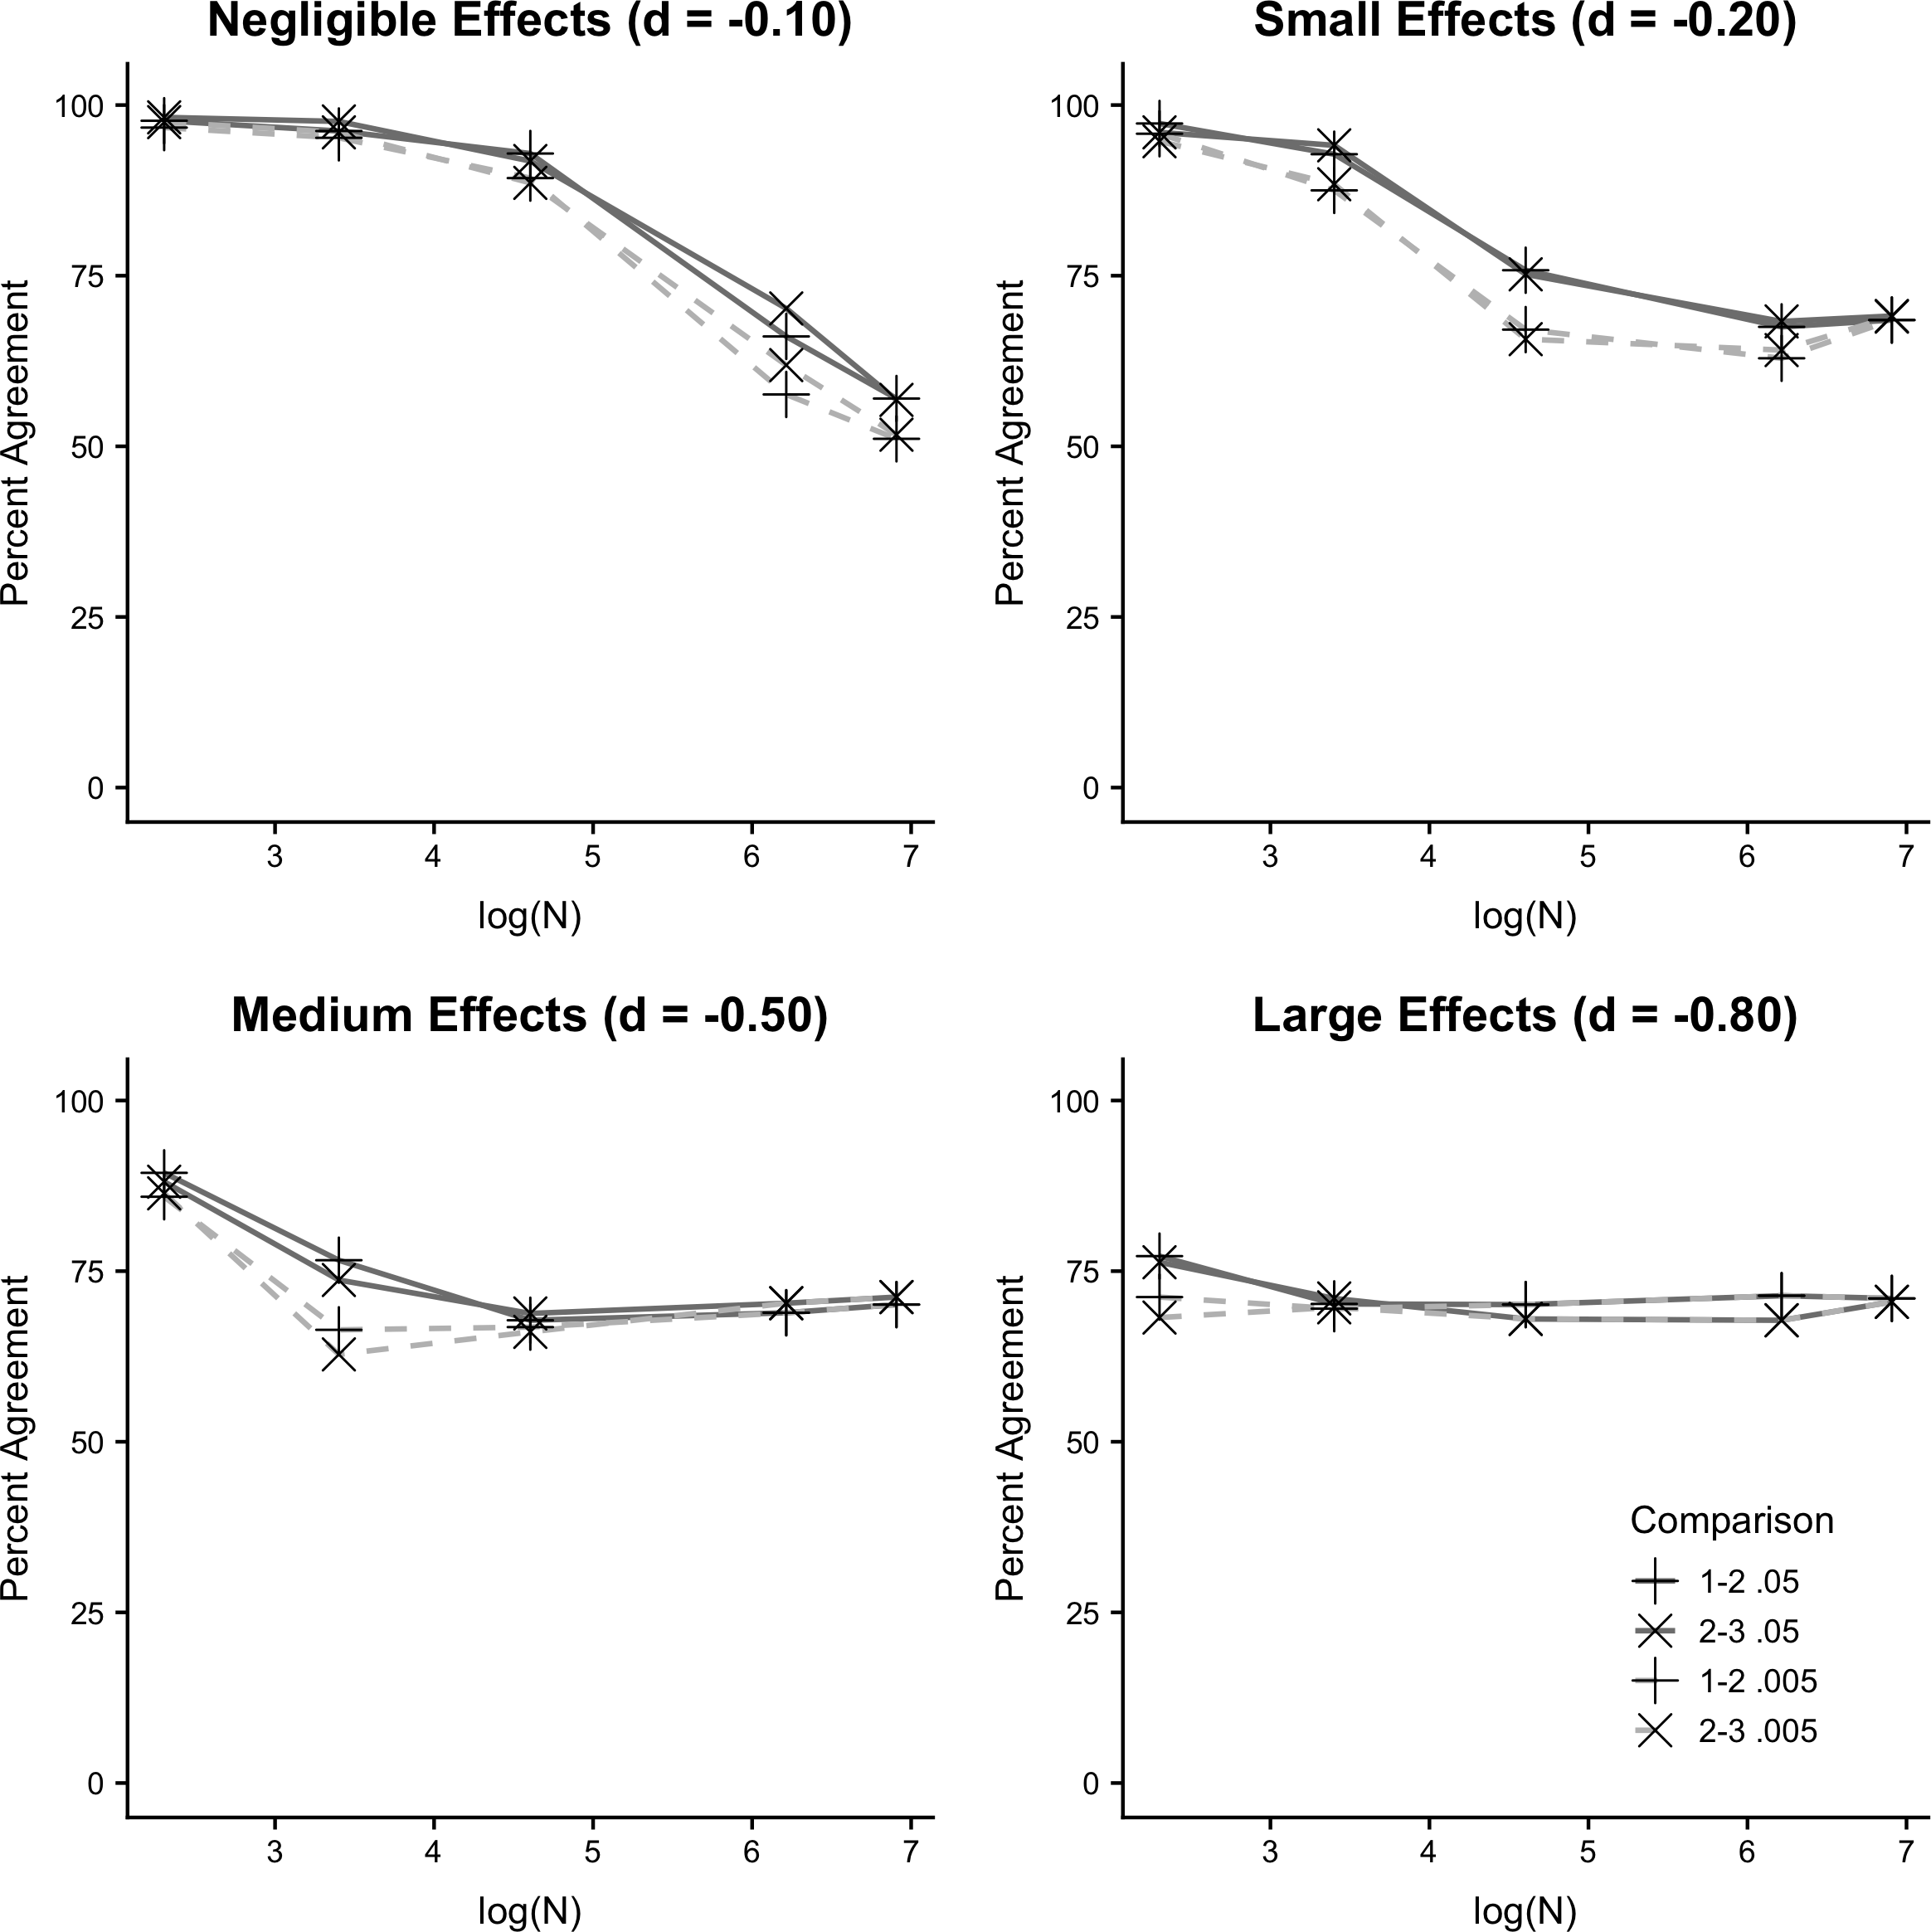 Negligible Effects (d = -0.10)
Percent Agreement
100
75
50
25
0
3 4 5 6 7
log(N)
Small Effects (d = -0.20)
Percent Agreement
100
75
50
25
0
3 4 5 6 7
log(N)
Medium Effects (d = -0.50)
Percent Agreement
100
75
50
25
0
3 4 5 6 7
log(N)
Large Effects (d = -0.80)
Percent Agreement
100
75
50
25
0
Comparison
1-2 .05
2-3 .05
1-2 .005
2-3 .005
3 4 5 6 7
log(N)